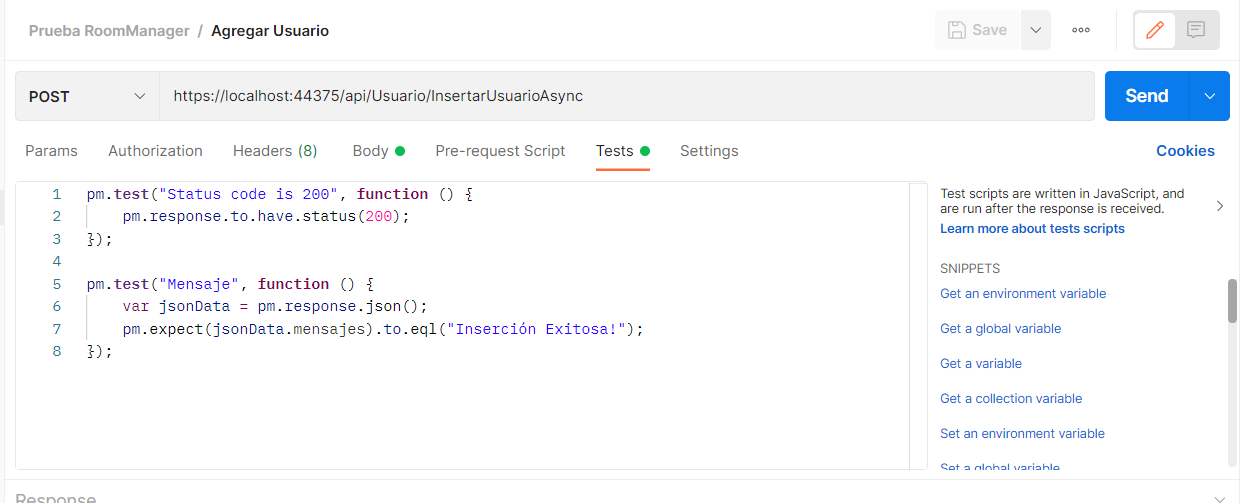 Prueba RoomManager / Agregar Usuario
Save
POST
https://localhost:44375/api/Usuario/InsertarUsuarioAsync
Send
Params Authorization Headers (8) Body Pre-request Script Tests Settings Cookies
1 pm.test("Status code is 200", function () {
2 pm.response.to.have.status(200);
3 });
4
5 pm.test("Mensaje", function () {
6 var jsonData = pm.response.json();
7 pm.expect(jsonData.mensajes).to.eql("Inserción Exitosa!");
8 });
Test scripts are written in JavaScript, and
are run after the response is received.
Learn more about tests scripts
SNIPPETS
Get an environment variable
Get a global variable
Get a variable
Get a collection variable
Set an environment variable
Set a global variable
Response